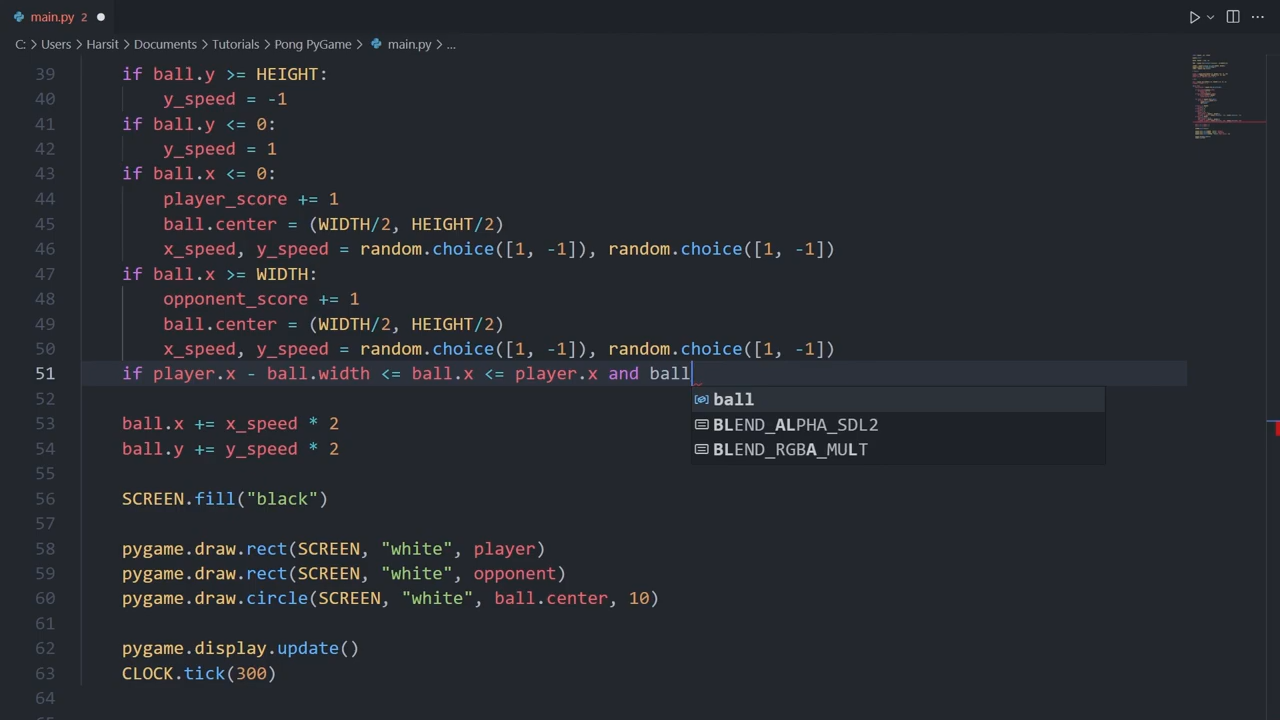 main.py 2
C: > Users > Harsit > Documents > Tutorials > Pong PyGame > main.py > ...
39 if ball.y >= HEIGHT:
40 y_speed = -1
41 if ball.y <= 0:
42 y_speed = 1
43 if ball.x <= 0:
44 player_score += 1
45 ball.center = (WIDTH/2, HEIGHT/2)
46 x_speed, y_speed = random.choice([1, -1]), random.choice([1, -1])
47 if ball.x >= WIDTH:
48 opponent_score += 1
49 ball.center = (WIDTH/2, HEIGHT/2)
50 x_speed, y_speed = random.choice([1, -1]), random.choice([1, -1])
51 if player.x - ball.width <= ball.x <= player.x and ball
ball
52
BLEND_ALPHA_SDL2
53 ball.x += x_speed * 2
BLEND_RGBA_MULT
54 ball.y += y_speed * 2
55
56 SCREEN.fill("black")
57
58 pygame.draw.rect(SCREEN, "white", player)
59 pygame.draw.rect(SCREEN, "white", opponent)
60 pygame.draw.circle(SCREEN, "white", ball.center, 10)
61
62 pygame.display.update()
63 CLOCK.tick(300)
64